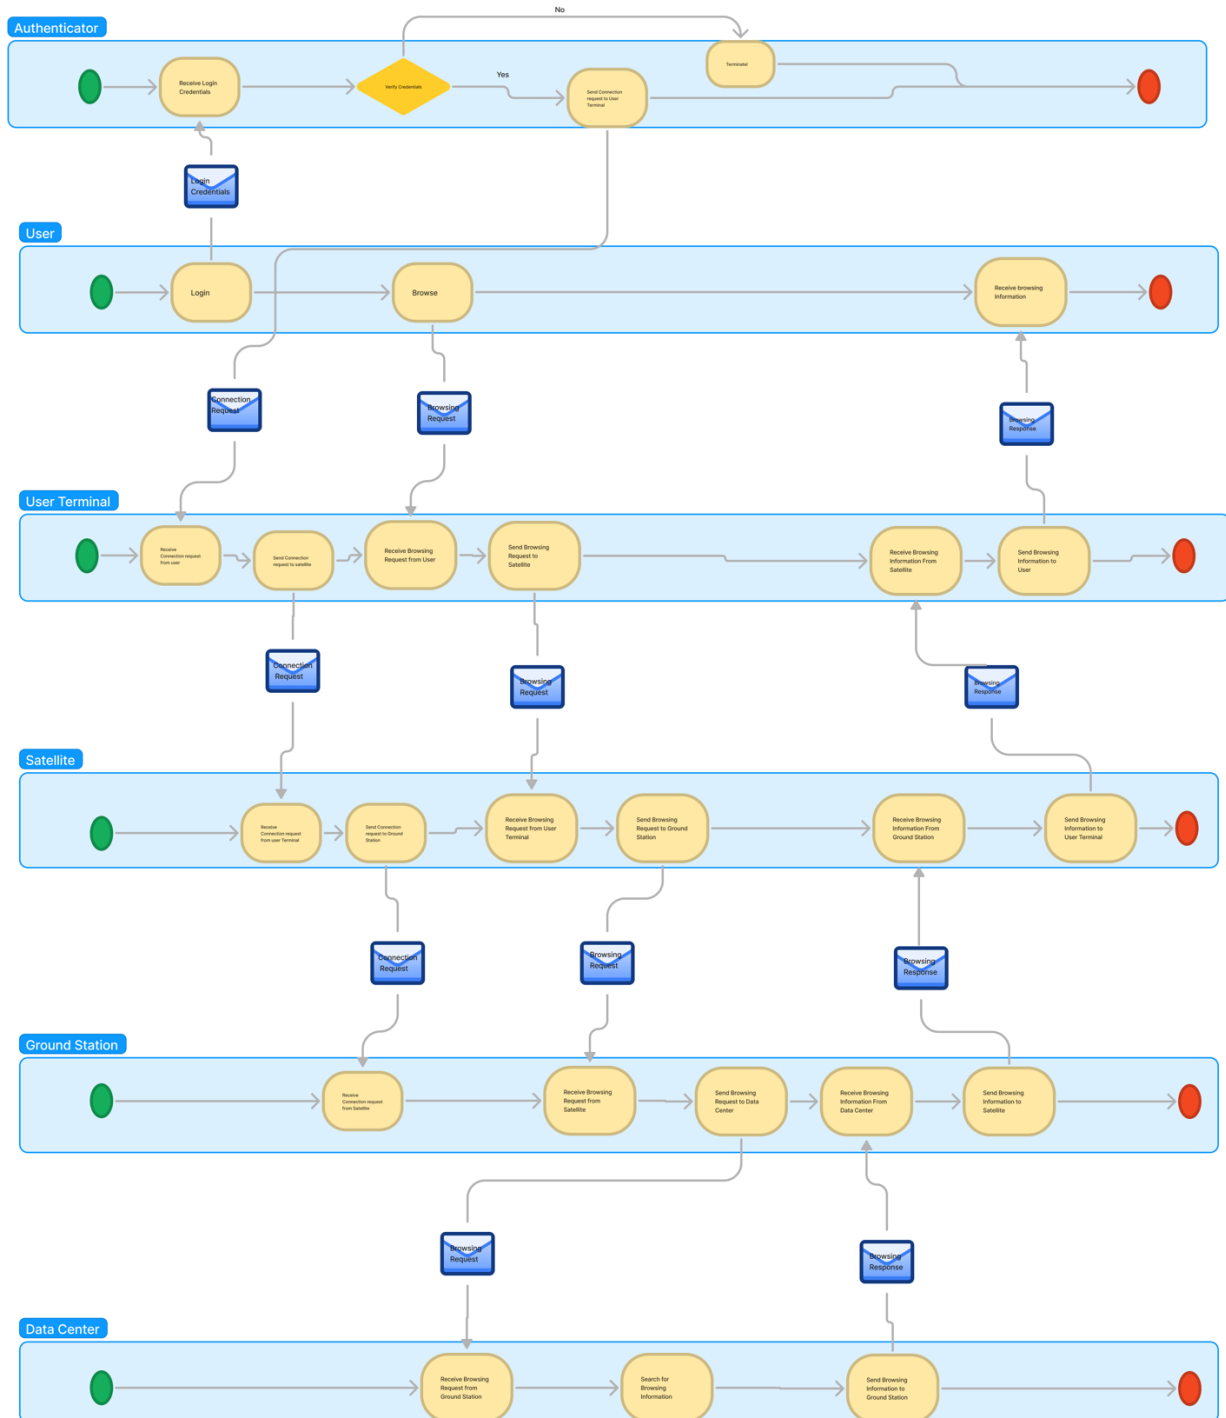 No
Authenticator
Receive Login
Credentials
Verify Credentials
Yes
Send Connection
request to User
Terminal
Terminatel
Login
Credentials
User
Login
Browse
Receive browsing
Information
Connection
Request
Browsing
Request
Browsing
Response
User Terminal
Receive
Connection request
from user
Send Connection
request to satellite
Receive Browsing
Request from User
Send Browsing
Request to
Satellite
Receive Browsing
Information From
Satellite
Send Browsing
Information to
User
Connection
Request
Browsing
Request
Browsing
Response
Satellite
Receive
Connection request
from user Terminal
Send Connection
request to Ground
Station
Receive Browsing
Request from User
Terminal
Send Browsing
Request to Ground
Station
Receive Browsing
Information From
Ground Station
Send Browsing
Information to
User Terminal
Connection
Request
Browsing
Request
Browsing
Response
Ground Station
Receive
Connection request
from Satellite
Receive Browsing
Request from
Satellite
Send Browsing
Request to Data
Center
Receive Browsing
Information From
Data Center
Send Browsing
Information to
Satellite
Browsing
Request
Browsing
Response
Data Center
Receive Browsing
Request from
Ground Station
Search for
Browsing
Information
Send Browsing
Information to
Ground Station